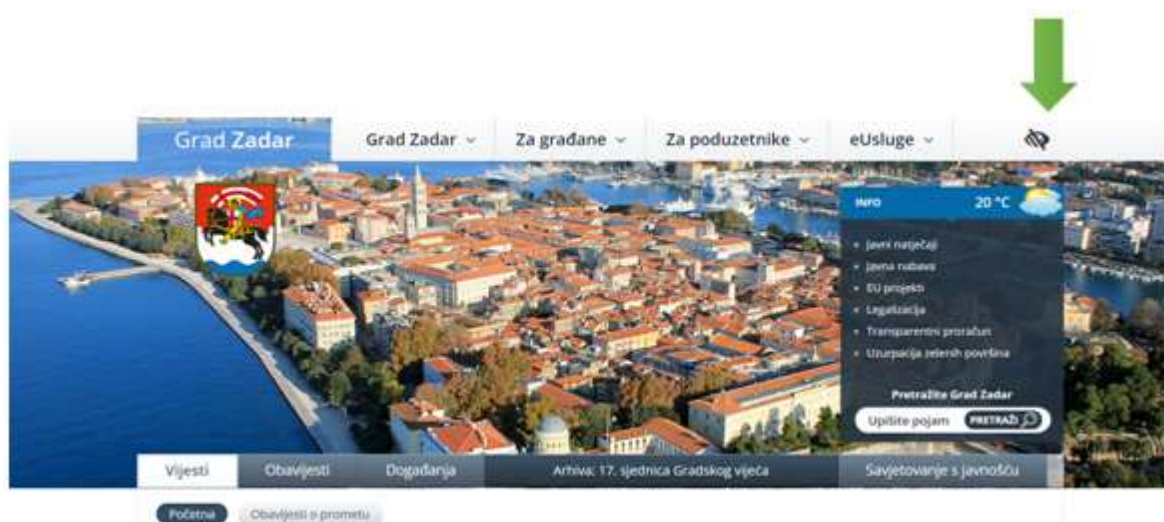 Grad Zadar
Grad Zadar
Za građane
Za poduzetnike
eUsluge
INFO
20 °C
Javni natječaji
Javna nabava
EU projekti
Legalizacija
Transparentni proračun
Uzurpacija zelenih površina
Pretražite Grad Zadar
Upišite pojam
PRETRAŽI
Vijesti
Obavijesti
Događanja
Arhiva: 17. sjednica Gradskog vijeća
Savjetovanje s javnošću
Početna
Obavijesti o prometu